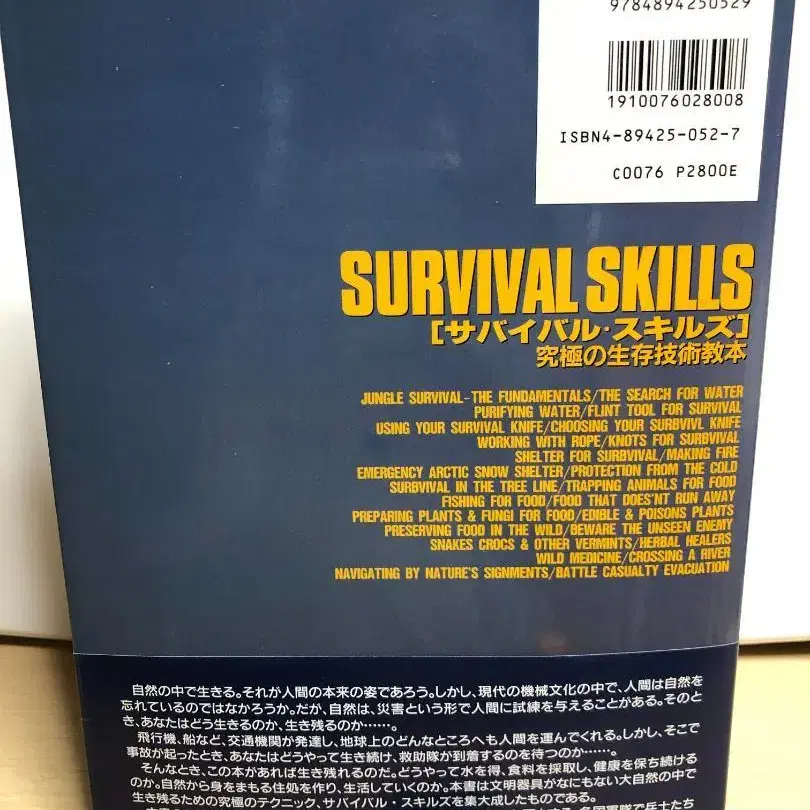 9784894250529
1910076028008
ISBN4-89425-052-7
C0076 P2800E
SURVIVAL SKILLS
[サバイバル・スキルズ]
究極の生存技術教本
JUNGLE SURVIVAL-THE FUNDAMENTALS/THE SEARCH FOR WATER
PURIFYING WATER/FLINT TOOL FOR SURVIVAL
USING YOUR SURVIVAL KNIFE/CHOOSING YOUR SURBVIVL KNIFE
WORKING WITH ROPE/KNOTS FOR SURBVIVAL
SHELTER FOR SURBVIVAL/MAKING FIRE
EMERGENCY ARCTIC SNOW SHELTER/PROTECTION FROM THE COLD
SURBVIVAL IN THE TREE LINE/TRAPPING ANIMALS FOR FOOD
FISHING FOR FOOD/FOOD THAT DOES'NT RUN AWAY
PREPARING PLANTS & FUNGI FOR FOOD/EDIBLE & POISONS PLANTS
PRESERVING FOOD IN THE WILD/BEWARE THE UNSEEN ENEMY
SNAKES CROCS & OTHER VERMINTS/HERBAL HEALERS
WILD MEDICINE/CROSSING A RIVER
NAVIGATING BY NATURE'S SIGNMENTS/BATTLE CASUALTY EVACUATION
自然の中で生きる。それが人間の本来の姿であろう。しかし、現代の機械文化の中で、人間は自然を
忘れているのではなかろうか。だが、自然は、災害という形で人間に試練を与えることがある。そのと
き、あなたはどう生きるのか、生き残るのか……。
飛行機、船など、交通機関が発達し、地球上のどんなところへも人間を運んでくれる。しかし、そこで
事故が起ったとき、あなたはどうやって生き続け、救助隊が到着するのを待つのか……。
そんなとき、この本があれば生き残れるのだ。どうやって水を得、食料を採取し、健康を保ち続ける
のか。自然から身をまもる住処を作り、生活していくのか。本書は文明器具がなにもない大自然の中で
生き残るための究極のテクニック、サバイバル・スキルズを集大成したものである。